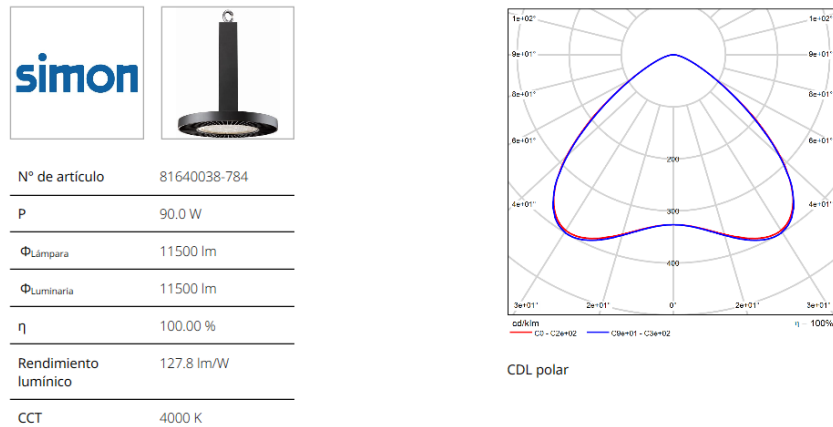 simon
Nº de artículo 81640038-784
P 90.0 W
ΦLámpara 11500 lm
ΦLuminaria 11500 lm
η 100.00 %
Rendimiento
lumínico 127.8 lm/W
CCT 4000 K
1e+02° 1e+02°
9e+01° 9e+01°
8e+01° 8e+01°
6e+01° 6e+01°
200
4e+01° 4e+01°
300
400
3e+01° 2e+01° 0° 2e+01° 3e+01°
cd/klm η = 100%
C0 - C2e+02 C9e+01 - C3e+02
CDL polar